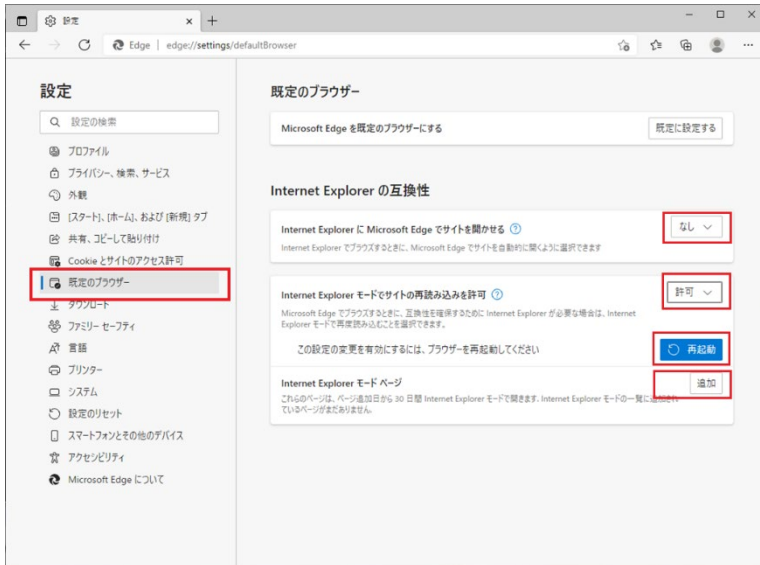 設定
Edge | edge://settings/defaultBrowser
設定
設定の検索
プロファイル
プライバシー、検索、サービス
外観
[スタート]、[ホーム]、および [新規] タブ
共有、コピーして貼り付け
Cookie とサイトのアクセス許可
既定のブラウザー
ダウンロード
ファミリー セーフティ
言語
プリンター
システム
設定のリセット
スマートフォンとその他のデバイス
アクセシビリティ
Microsoft Edge について
既定のブラウザー
Microsoft Edge を既定のブラウザーにする
既定に設定する
Internet Explorer の互換性
Internet Explorer に Microsoft Edge でサイトを開かせる
なし
Internet Explorer でブラウズするときに、Microsoft Edge でサイトを自動的に開くように選択できます
Internet Explorer モードでサイトの再読み込みを許可
許可
Microsoft Edge でブラウズするときに、互換性を確保するために Internet Explorer が必要な場合は、Internet
Explorer モードで再度読み込むことを選択できます。
この設定の変更を有効にするには、ブラウザーを再起動してください
再起動
Internet Explorer モード ページ
追加
これらのページは、ページ追加日から 30 日間 Internet Explorer モードで開きます. Internet Explorer モードの一覧に追加され
ているページがまだありません.